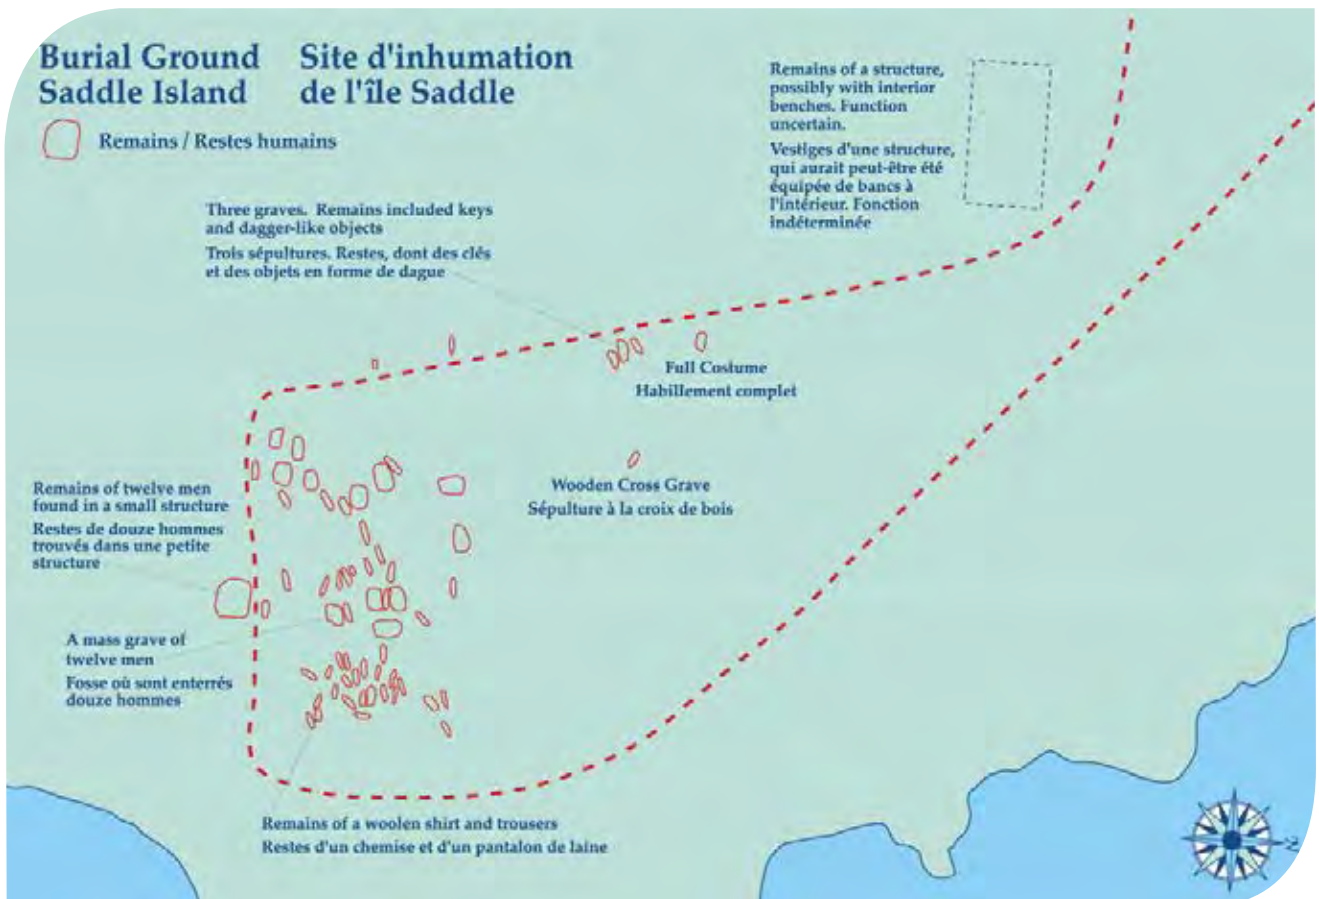 Burial Ground
Saddle Island
Site d'inhumation
de l'île Saddle
Remains / Restes humains
Remains of a structure,
possibly with interior
benches. Function
uncertain.
Vestiges d'une structure,
qui aurait peut-être été
équipée de bancs à
l'intérieur. Fonction
indéterminée
Three graves. Remains included keys
and dagger-like objects
Trois sépultures. Restes, dont des clés
et des objets en forme de dague
Full Costume
Habillement complet
Wooden Cross Grave
Sépulture à la croix de bois
Remains of twelve men
found in a small structure
Restes de douze hommes
trouvés dans une petite
structure
A mass grave of
twelve men
Fosse où sont enterrés
douze hommes
Remains of a woolen shirt and trousers
Restes d'un chemise et d'un pantalon de laine
N